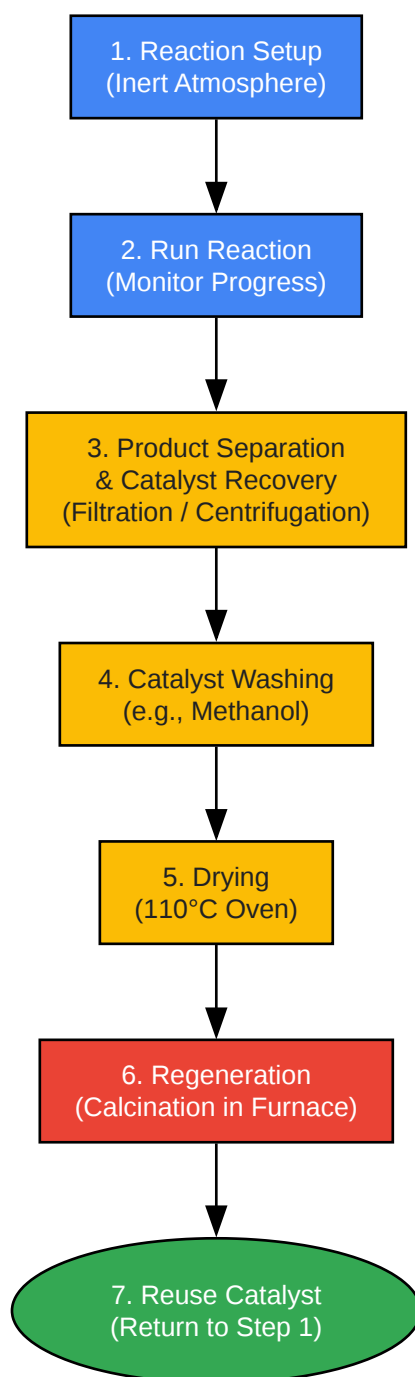 1. Reaction Setup
(Inert Atmosphere)
2. Run Reaction
(Monitor Progress)
3. Product Separation
& Catalyst Recovery
(Filtration / Centrifugation)
4. Catalyst Washing
(e.g., Methanol)
5. Drying
(110°C Oven)
6. Regeneration
(Calcination in Furnace)
7. Reuse Catalyst
(Return to Step 1)